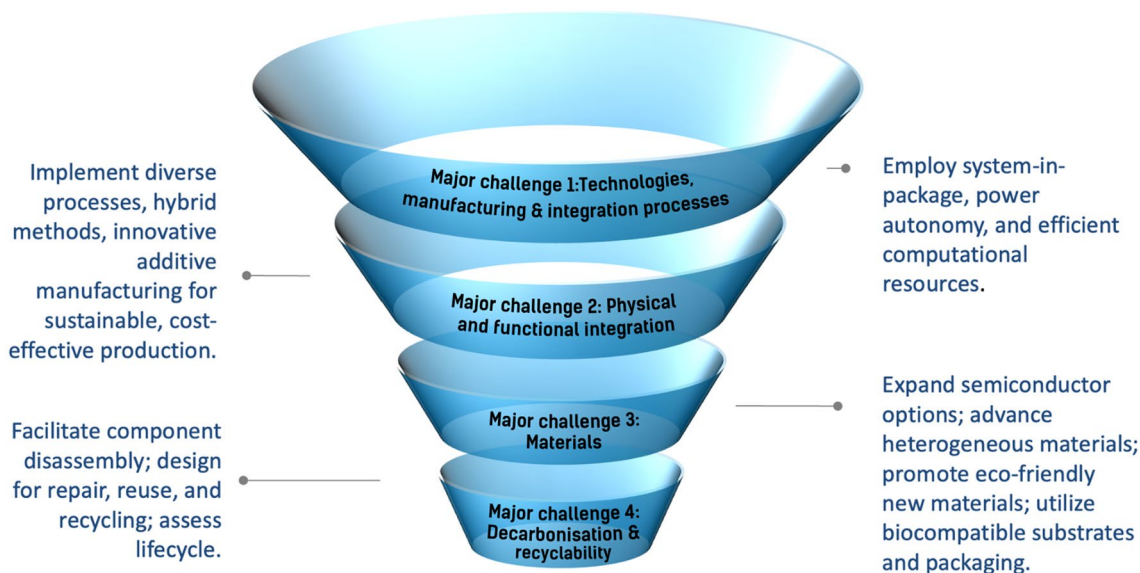 Major challenge 1:Technologies,
manufacturing & integration processes
Employ system-in-
package, power
autonomy, and efficient
computational
resources.
Implement diverse
processes, hybrid
methods, innovative
additive
manufacturing for
sustainable, cost-
effective production.
Major challenge 2: Physical
and functional integration
Major challenge 3:
Materials
Expand semiconductor
options; advance
heterogeneous materials;
promote eco-friendly
new materials; utilize
biocompatible substrates
and packaging.
Facilitate component
disassembly; design
for repair, reuse, and
recycling; assess
lifecycle.
Major challenge 4:
Decarbonisation &
recyclability